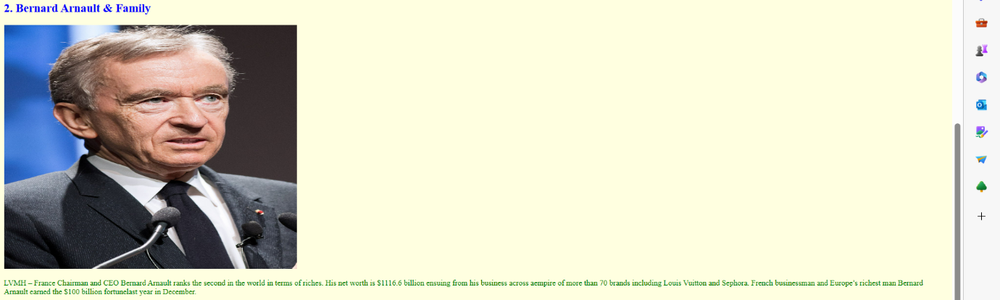 2. Bernard Arnault & Family
LVMH – France Chairman and CEO Bernard Arnault ranks the second in the world in terms of riches. His net worth is $1116.6 billion ensuing from his business across aempire of more than 70 brands including Louis Vuitton and Sephora. French businessman and Europe's richest man Bernard
Arnault earned the $100 billion fortunelast year in December.